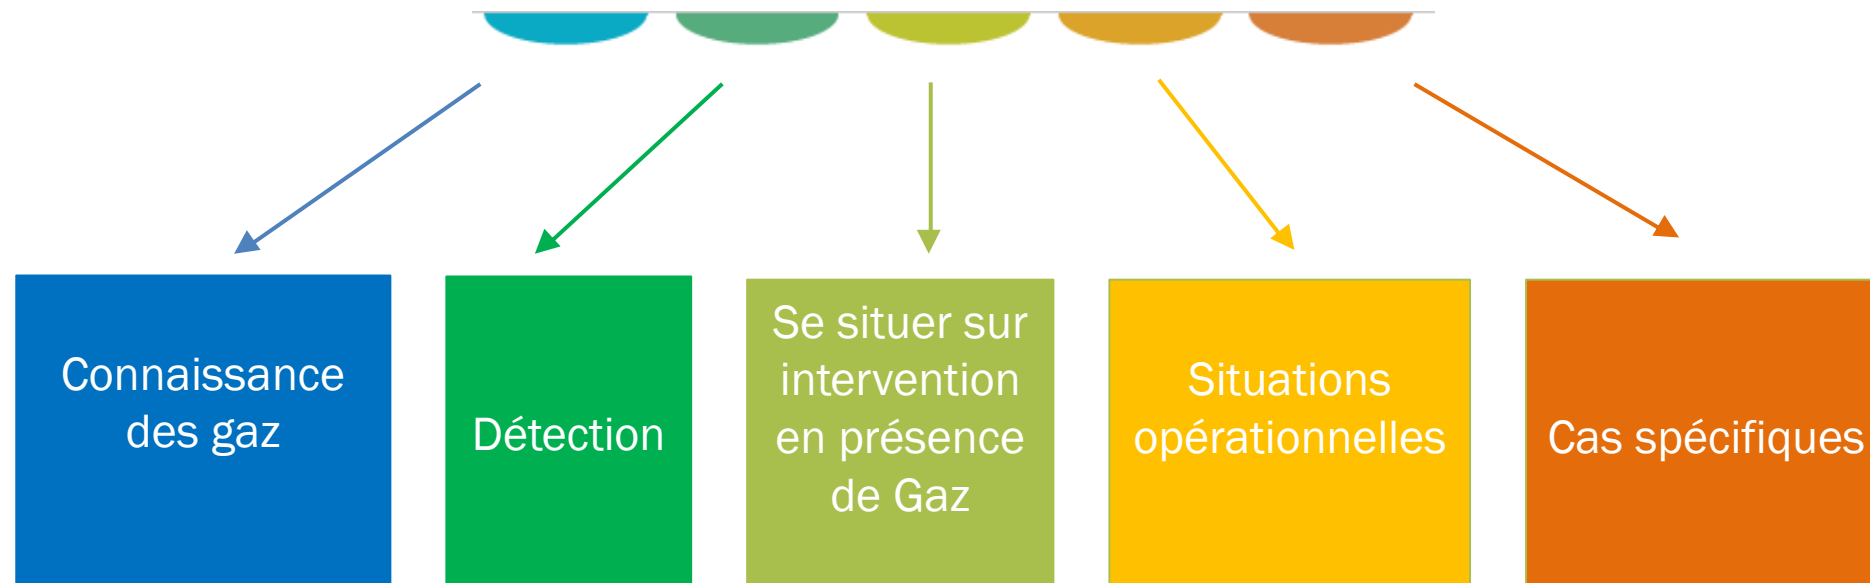 Connaissance
des gaz
Détection
Se situer sur
intervention
en présence
de Gaz
Situations
opérationnelles
Cas spécifiques